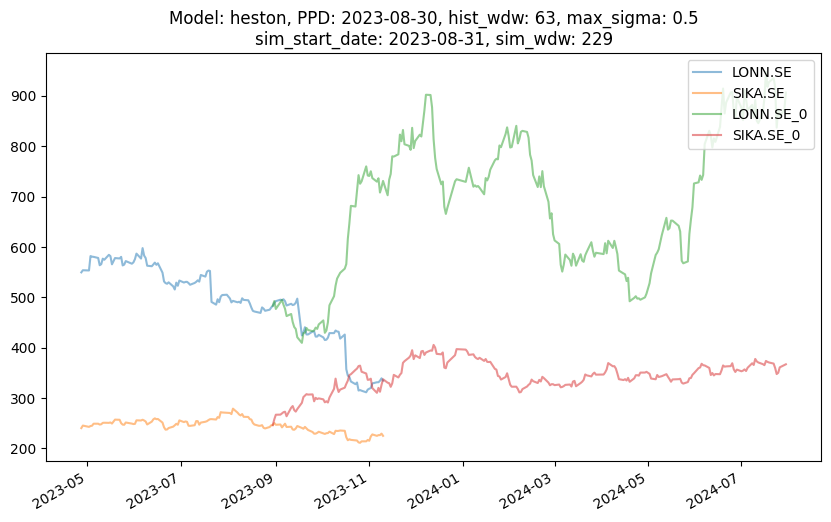 Model: heston, PPD: 2023-08-30, hist_wdw: 63, max_sigma: 0.5
sim_start_date: 2023-08-31, sim_wdw: 229
LONN.SE
SIKA.SE
LONN.SE_0
SIKA.SE_0
900
800
700
600
500
400
300
200
2023-05
2023-07
2023-09
2023-11
2024-01
2024-03
2024-05
2024-07